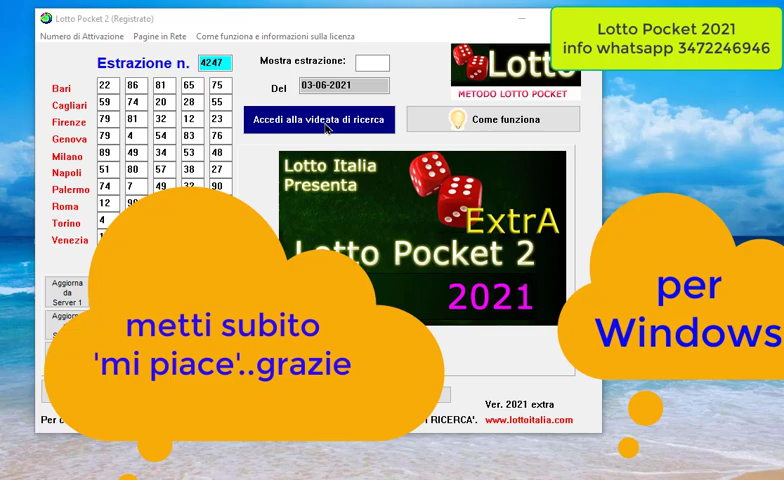 Lotto Pocket 2 (Registrato)
Lotto Pocket 2021
info whatsapp 3472246946
Numero di Attivazione Pagine in Rete Come funziona e informazioni sulla licenza
Estrazione n. 4247
Mostra estrazione:
Del 03-06-2021
Lotto
METODO LOTTO POCKET
Accedi alla videata di ricerca
Come funziona
Bari 22 86 81 65 75
Cagliari 59 74 20 28 55
Firenze 79 81 32 12 23
Genova 79 4 54 83 76
Milano 89 34 53 48
Napoli 51 80 57 38 27
Palermo 74 7 49 90
Roma 12
Torino 4
Venezia
Lotto Italia
Presenta
ExtrA
Lotto Pocket 2
2021
Aggiorna
da
Server 1
metti subito
'mi piace'..grazie
per
Windows
Ver. 2021 extra
RICERCA'. www.lottoitalia.com